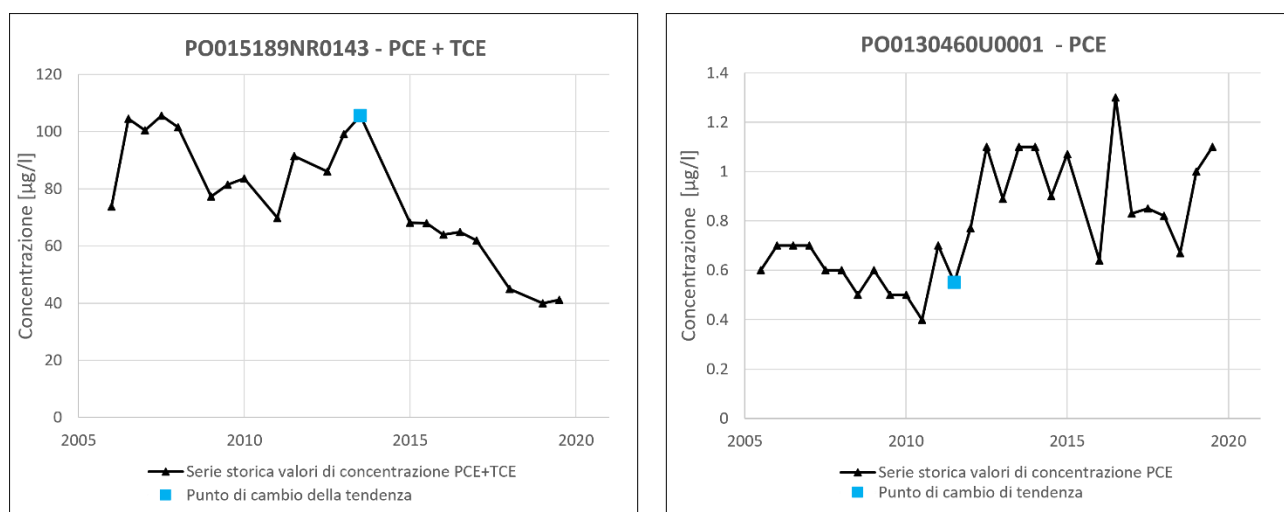 PO015189NR0143 - PCE + TCE
120
100
80
60
40
20
0
Concentrazione [µg/l]
2005 2010 2015 2020
Serie storica valori di concentrazione PCE+TCE
Punto di cambio della tendenza
PO0130460U0001 - PCE
1.4
1.2
1
0.8
0.6
0.4
0.2
0
Concentrazione [µg/l]
2005 2010 2015 2020
Serie storica valori di concentrazione PCE
Punto di cambio di tendenza